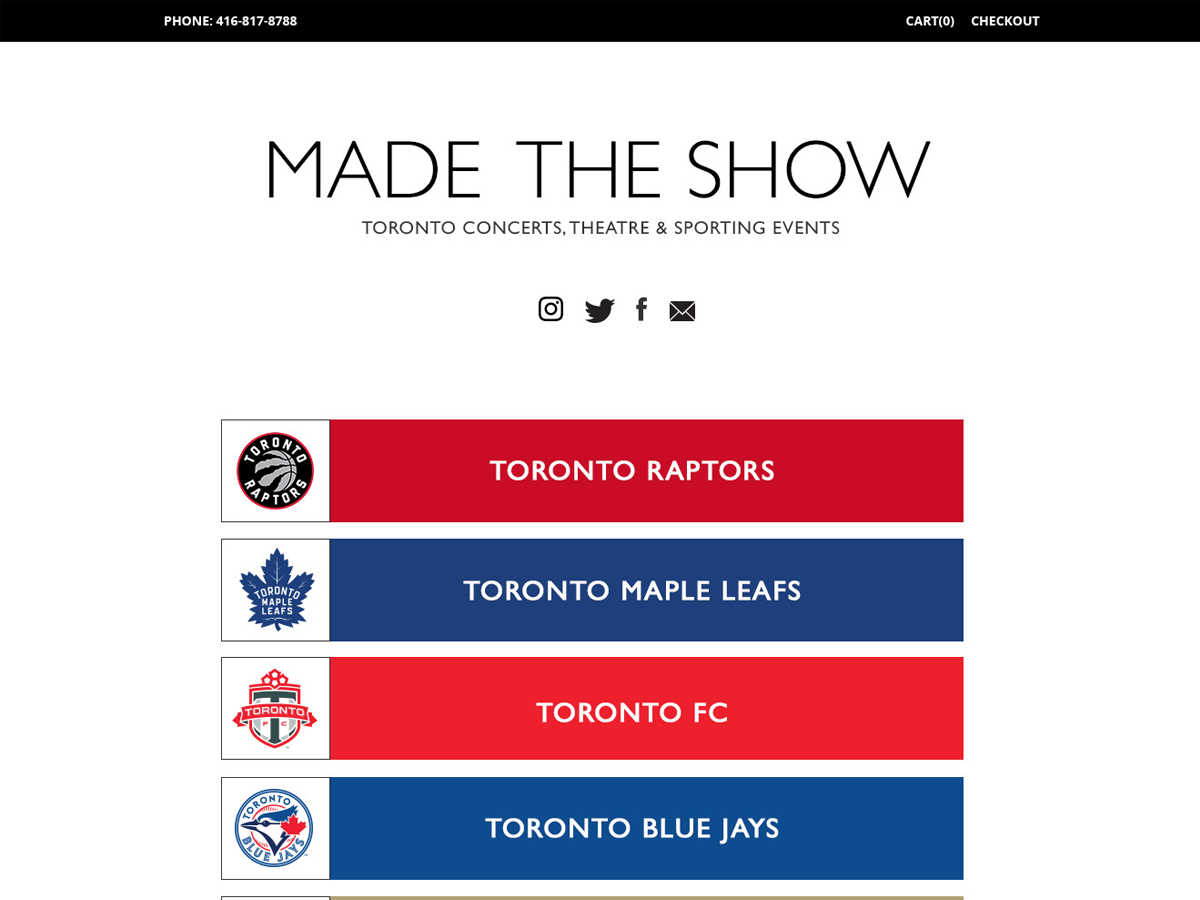 PHONE: 416-817-8788
CART(0) CHECKOUT
MADE THE SHOW
TORONTO CONCERTS, THEATRE & SPORTING EVENTS
TORONTO
RAPTORS
TORONTO RAPTORS
TORONTO
MAPLE
LEAFS
TORONTO MAPLE LEAFS
TORONTO
T
F C
TORONTO FC
TORONTO
BLUE JAYS
TORONTO BLUE JAYS